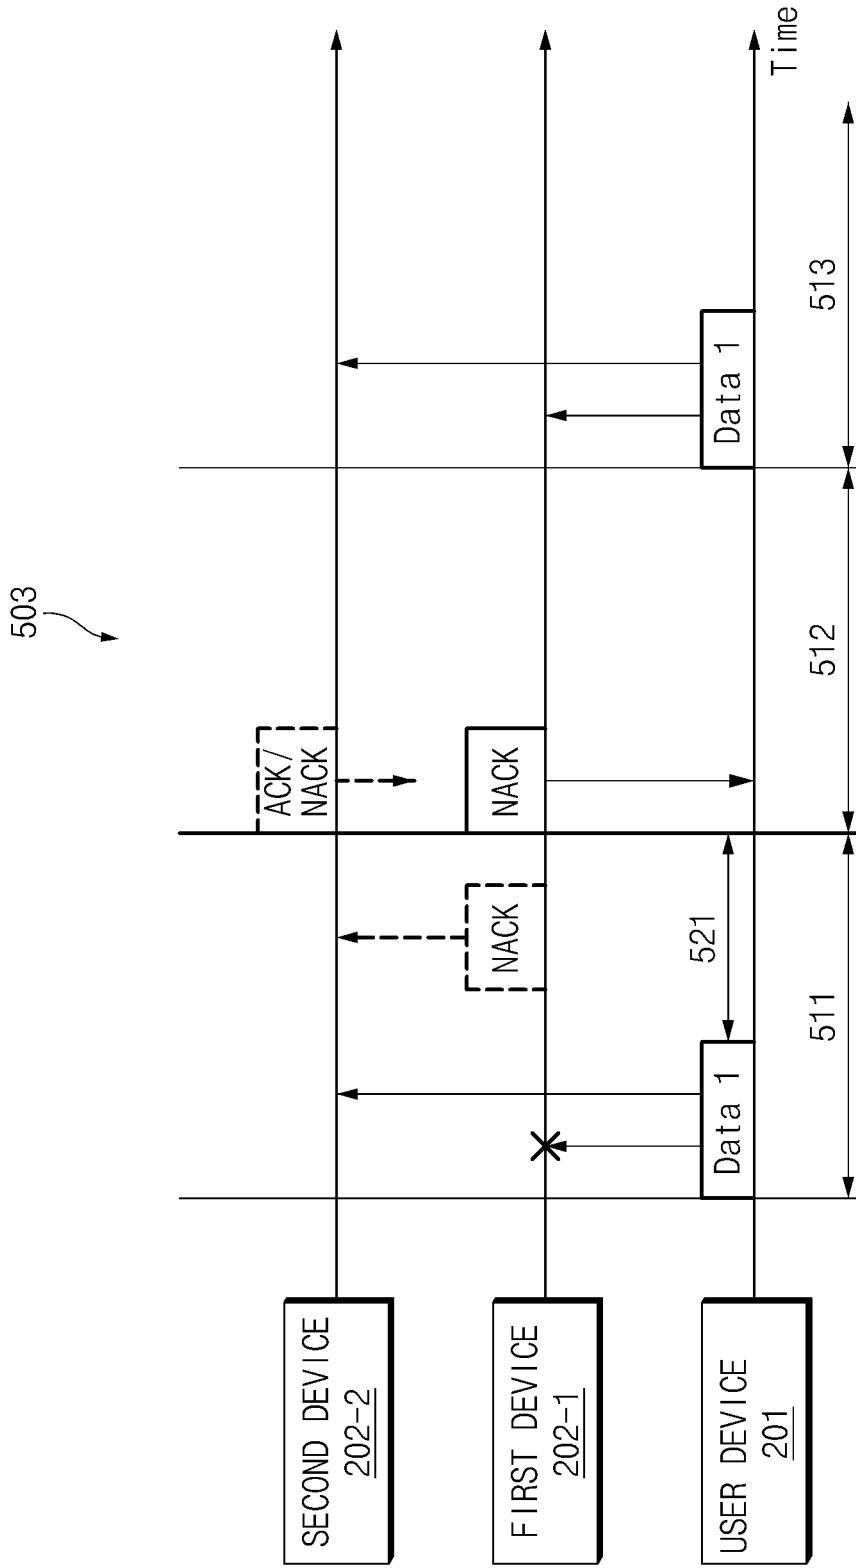 503
SECOND DEVICE
202-2
ACK/
NACK
FIRST DEVICE
202-1
NACK
NACK
USER DEVICE
201
Data 1
521
Data 1
Time
511
512
513